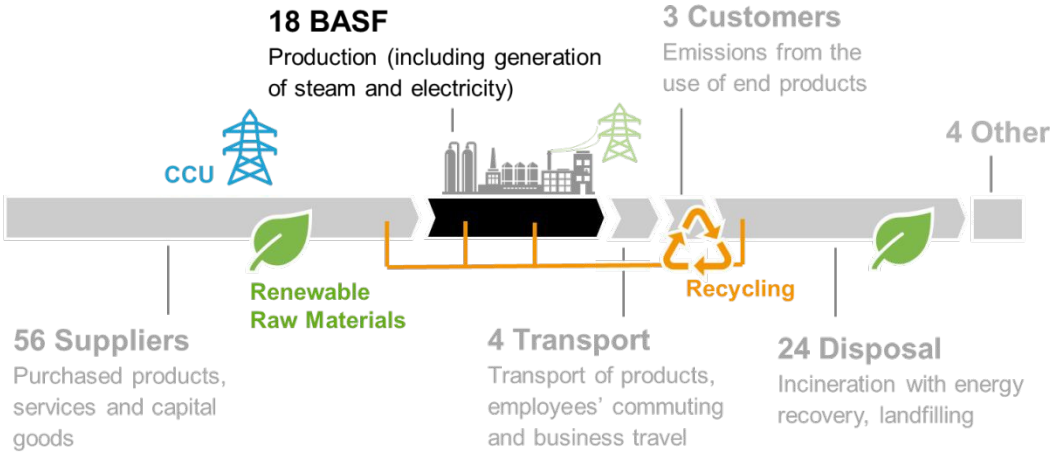 18 BASF
Production (including generation
of steam and electricity)
3 Customers
Emissions from the
use of end products
4 Other
CCU
Renewable
Raw Materials
Recycling
56 Suppliers
Purchased products,
services and capital
goods
4 Transport
Transport of products,
employees' commuting
and business travel
24 Disposal
Incineration with energy
recovery, landfilling